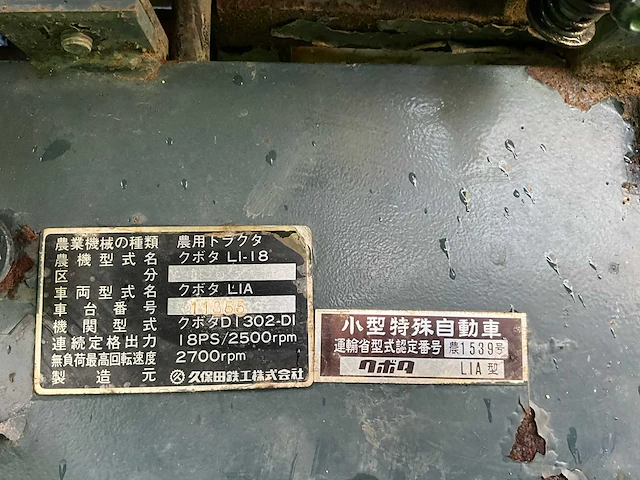 農業機械の種類 農用トラクタ
農機型式名 クボタ L1-18
区分
車両型式名 クボタ L1A
車台番号 11355
機関型式 クボタD1302-D1
連続定格出力 18PS/2500rpm
無負荷最高回転速度 2700rpm
製造元 久保田鉄工株式会社
小型特殊自動車
運輸省型式認定番号 農1539号
クボタ L1A型